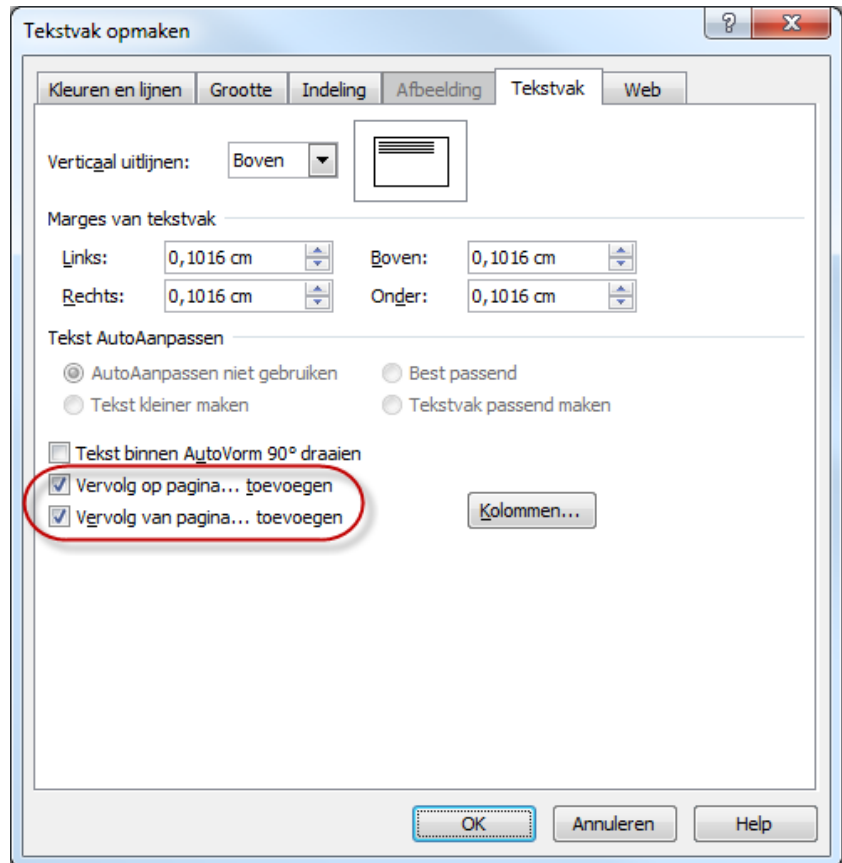 Tekstvak opmaken
Kleuren en lijnen Grootte Indeling Afbeelding Tekstvak Web
Verticaal uitlijnen: Boven
Marges van tekstvak
Links: 0,1016 cm Boven: 0,1016 cm
Rechts: 0,1016 cm Onder: 0,1016 cm
Tekst AutoAanpassen
AutoAanpassen niet gebruiken Best passend
Tekst kleiner maken Tekstvak passend maken
Tekst binnen AutoVorm 90° draaien
Vervolg op pagina... toevoegen
Vervolg van pagina... toevoegen Kolommen...
OK Annuleren Help